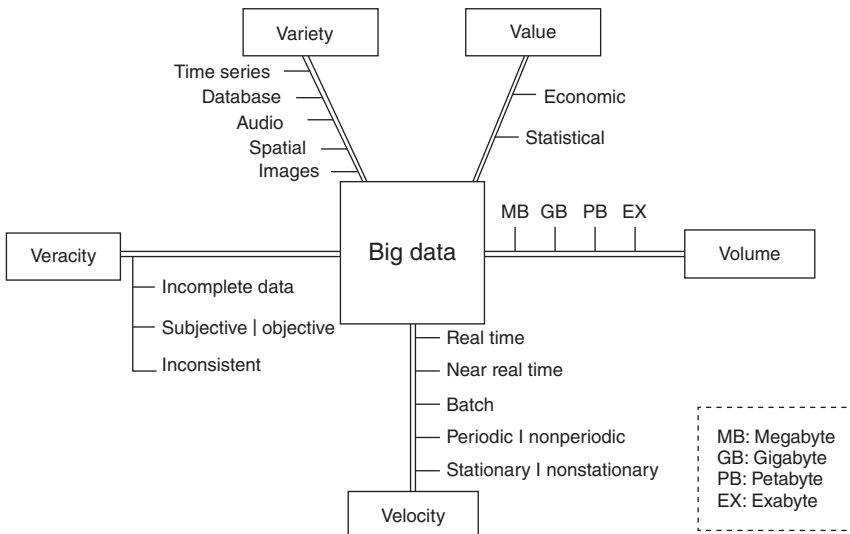 Variety
Value
Time series
Database
Audio
Spatial
Images
Economic
Statistical
MB GB PB EX
Veracity
Big data
Volume
Incomplete data
Subjective | objective
Inconsistent
Real time
Near real time
Batch
Periodic I nonperiodic
Stationary I nonstationary
Velocity
MB: Megabyte
GB: Gigabyte
PB: Petabyte
EX: Exabyte